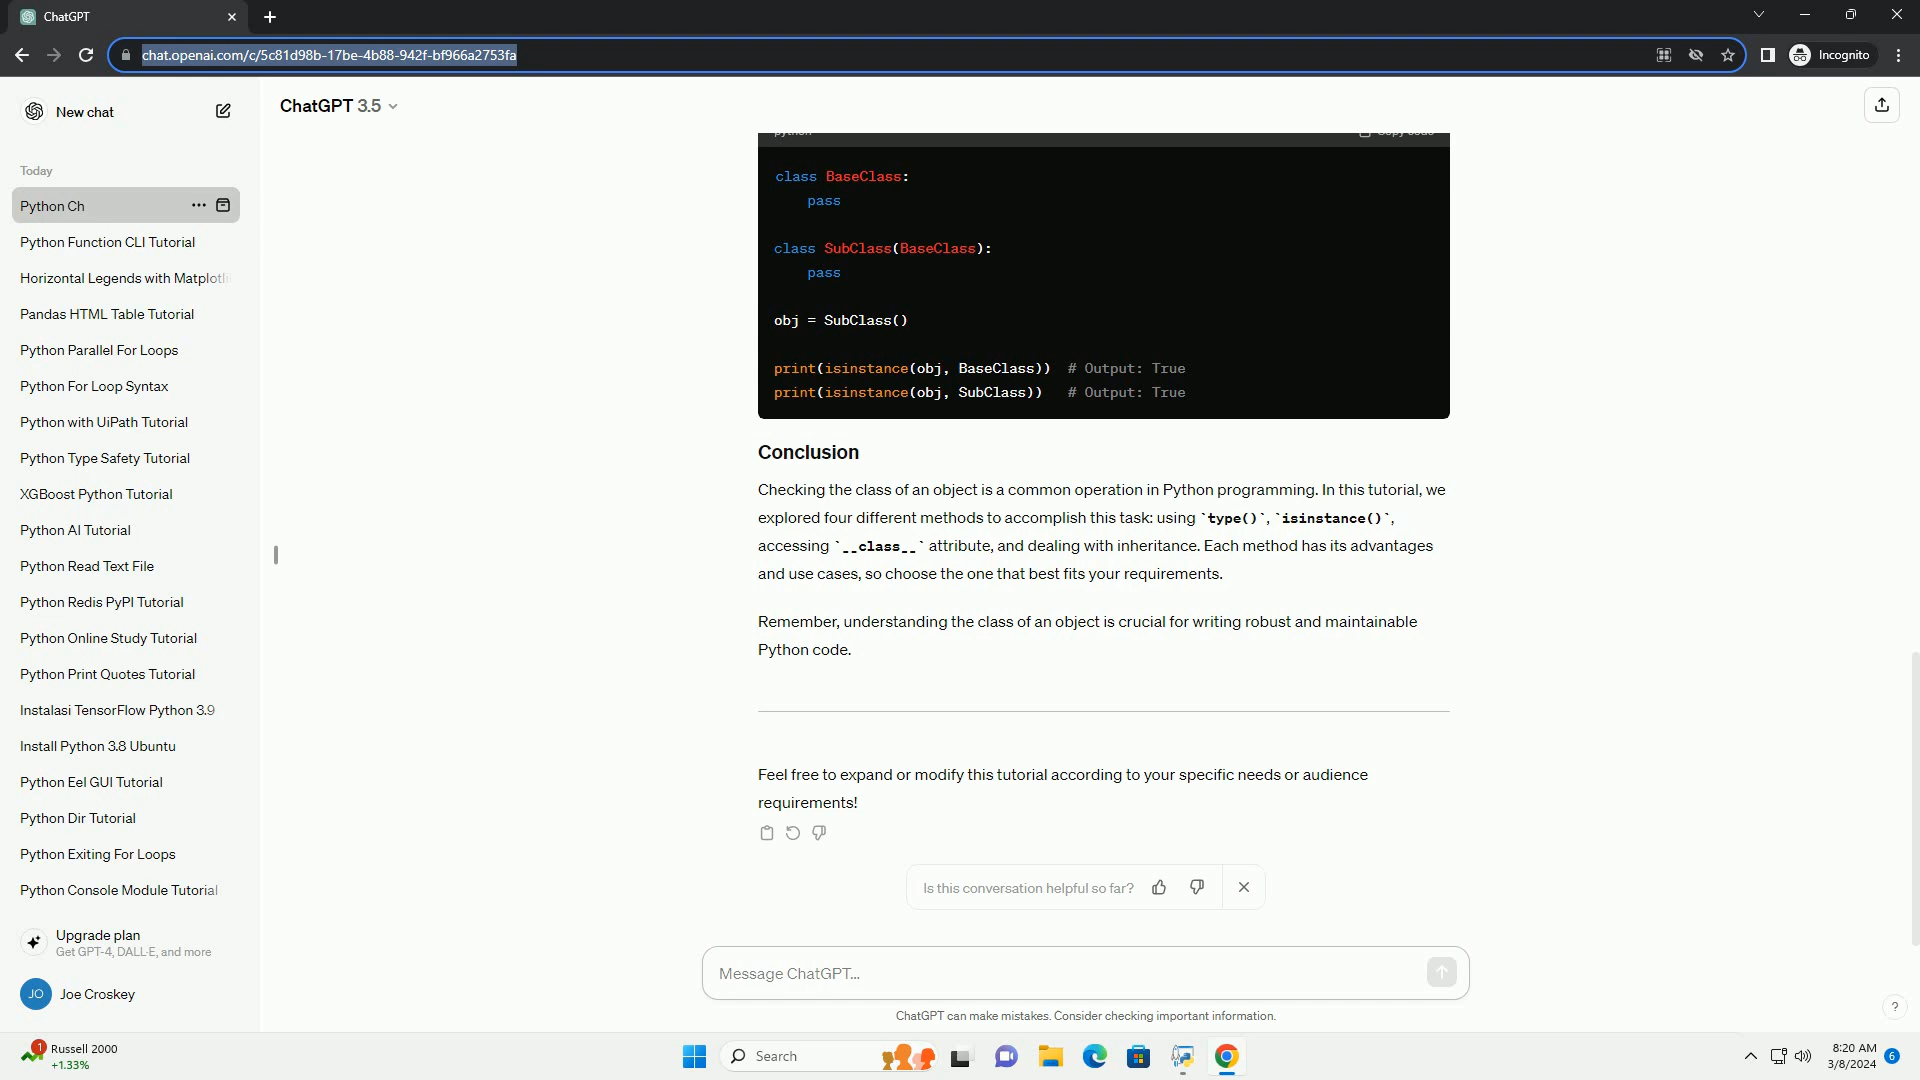 ChatGPT
chat.openai.com/c/5c81d98b-17be-4b88-942f-bf966a2753fa
Incognito
New chat
ChatGPT 3.5
Today
Python Ch
Python Function CLI Tutorial
Horizontal Legends with Matplotli
Pandas HTML Table Tutorial
Python Parallel For Loops
Python For Loop Syntax
Python with UiPath Tutorial
Python Type Safety Tutorial
XGBoost Python Tutorial
Python AI Tutorial
Python Read Text File
Python Redis PyPI Tutorial
Python Online Study Tutorial
Python Print Quotes Tutorial
Instalasi TensorFlow Python 3.9
Install Python 3.8 Ubuntu
Python Eel GUI Tutorial
Python Dir Tutorial
Python Exiting For Loops
Python Console Module Tutorial
Upgrade plan
Get GPT-4, DALL·E, and more
JO Joe Croskey
python Copy code
class BaseClass:
pass
class SubClass(BaseClass):
pass
obj = SubClass()
print(isinstance(obj, BaseClass)) # Output: True
print(isinstance(obj, SubClass)) # Output: True
Conclusion
Checking the class of an object is a common operation in Python programming. In this tutorial, we
explored four different methods to accomplish this task: using `type()`, `isinstance()`,
accessing `__class__` attribute, and dealing with inheritance. Each method has its advantages
and use cases, so choose the one that best fits your requirements.
Remember, understanding the class of an object is crucial for writing robust and maintainable
Python code.
Feel free to expand or modify this tutorial according to your specific needs or audience
requirements!
Is this conversation helpful so far?
Message ChatGPT...
ChatGPT can make mistakes. Consider checking important information.
?
1
Russell 2000
+1.33%
Search
8:20 AM
3/8/2024
6